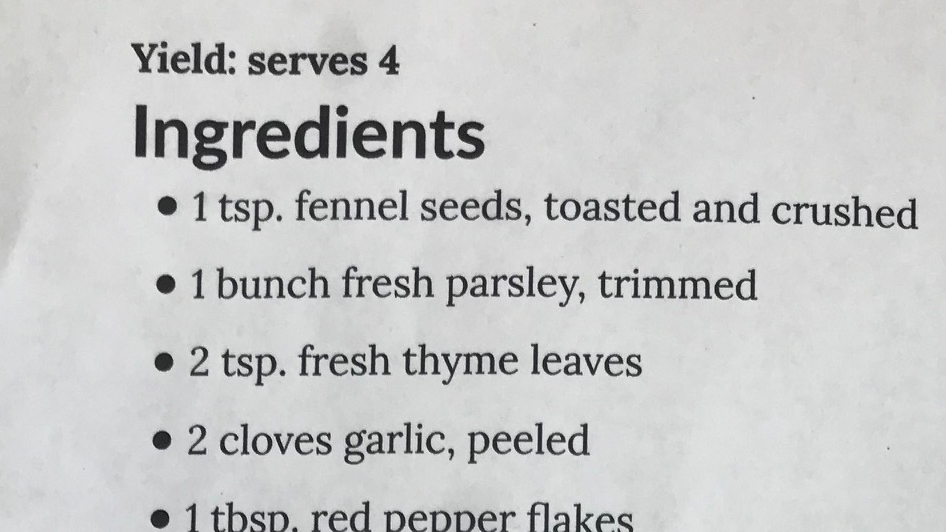 Yield: serves 4
Ingredients
• 1 tsp. fennel seeds, toasted and crushed
• 1 bunch fresh parsley, trimmed
• 2 tsp. fresh thyme leaves
• 2 cloves garlic, peeled
• 1 tbsp. red pepper flakes